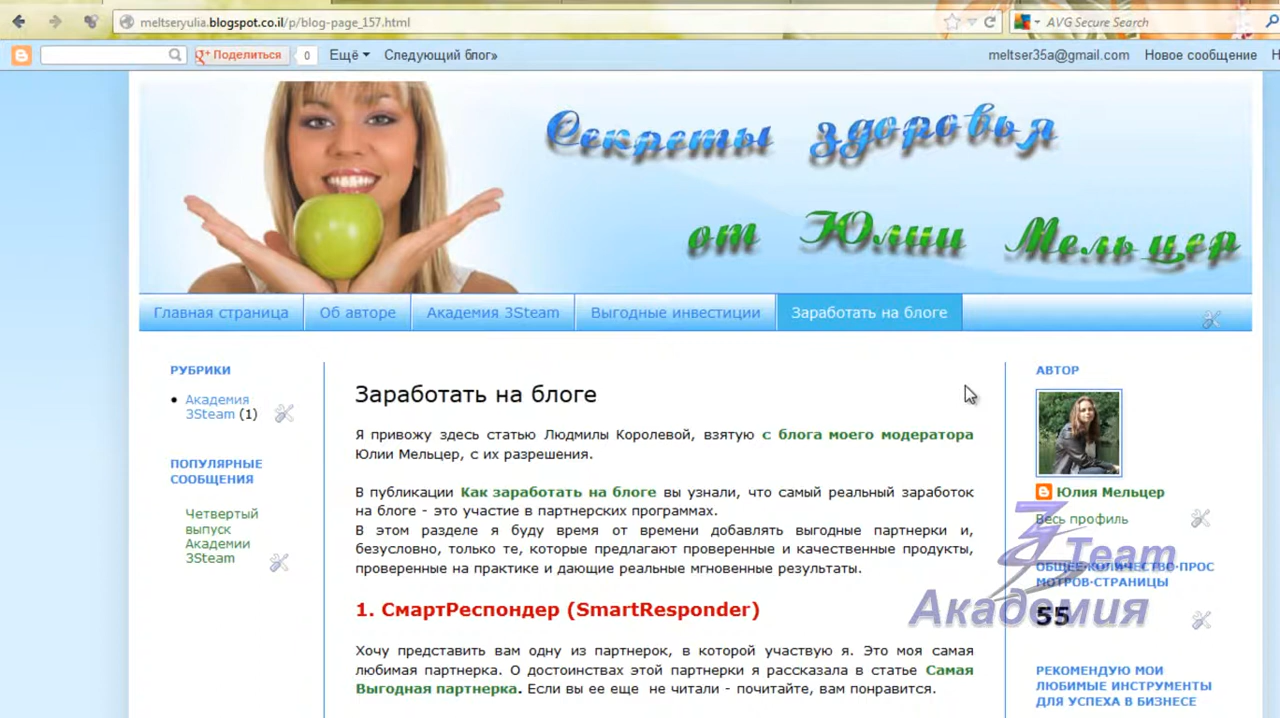 meltseryulia.blogspot.co.il/p/blog-page_157.html
AVG Secure Search
Поделиться
0
Ещё
Следующий блог»
meltser35a@gmail.com
Новое сообщение
Секреты здоровья
от Юлии Мельцер
Главная страница
Об авторе
Академия 3Steam
Выгодные инвестиции
Заработать на блоге
РУБРИКИ
Академия
3Steam (1)
ПОПУЛЯРНЫЕ
СООБЩЕНИЯ
Четвертый
выпуск
Академии
3Steam
Заработать на блоге
Я привожу здесь статью Людмилы Королевой, взятую с блога моего модератора
Юлии Мельцер, с их разрешения.
В публикации Как заработать на блоге вы узнали, что самый реальный заработок
на блоге - это участие в партнерских программах.
В этом разделе я буду время от времени добавлять выгодные партнерки и,
безусловно, только те, которые предлагают проверенные и качественные продукты,
проверенные на практике и дающие реальные мгновенные результаты.
1. СмартРеспондер (SmartResponder)
Хочу представить вам одну из партнерок, в которой участвую я. Это моя самая
любимая партнерка. О достоинствах этой партнерки я рассказала в статье Самая
Выгодная партнерка. Если вы ее еще не читали - почитайте, вам понравится.
АВТОР
Юлия Мельцер
Весь профиль
ОБЩЕЕ·КОЛИЧЕСТВО·ПРОС
МОТРОВ·СТРАНИЦЫ
55
3 Team
Академия
РЕКОМЕНДУЮ МОИ
ЛЮБИМЫЕ ИНСТРУМЕНТЫ
ДЛЯ УСПЕХА В БИЗНЕСЕ